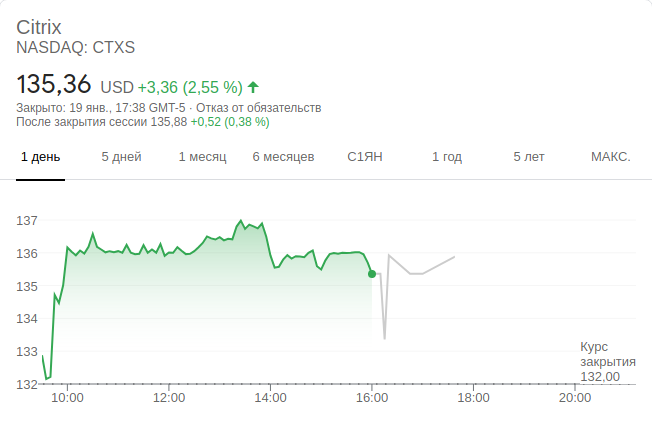 Citrix
NASDAQ: CTXS
135,36 USD +3,36 (2,55 %)
Закрыто: 19 янв., 17:38 GMT-5 · Отказ от обязательств
После закрытия сессии 135,88 +0,52 (0,38 %)
1 день 5 дней 1 месяц 6 месяцев С1ЯН 1 год 5 лет МАКС.
137
136
135
134
133
132
Курс
закрытия
132,00
10:00 12:00 14:00 16:00 18:00 20:00